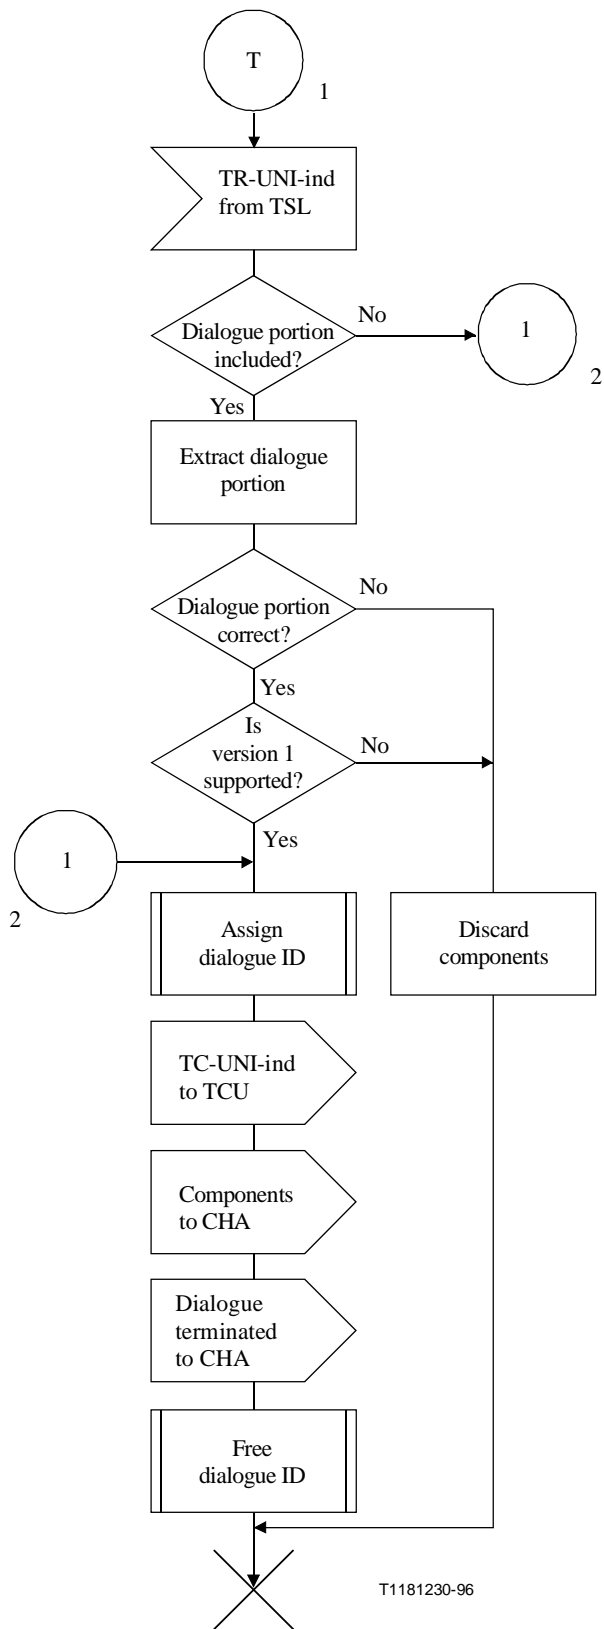 T
1
TR-UNI-ind
from TSL
No
Dialogue portion
included?
1
2
Yes
Extract dialogue
portion
No
Dialogue portion
correct?
Yes
Is
version 1
supported?
No
Yes
1
2
Assign
dialogue ID
Discard
components
TC-UNI-ind
to TCU
Components
to CHA
Dialogue
terminated
to CHA
Free
dialogue ID
T1181230-96